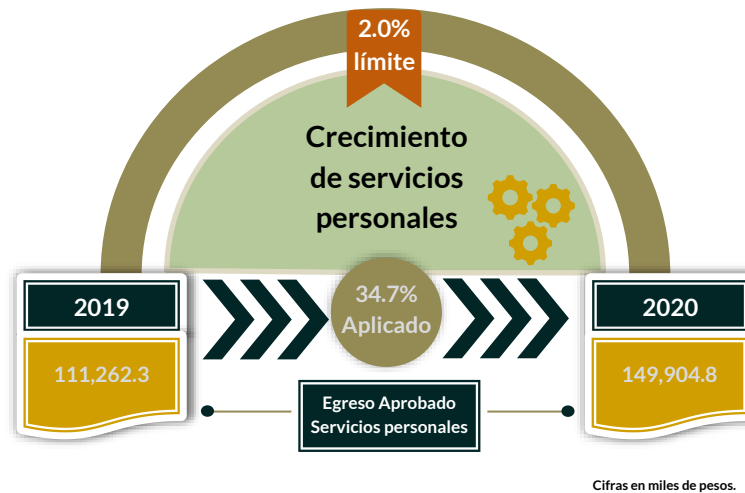 2.0%
límite
Crecimiento
de servicios
personales
2019
34.7%
Aplicado
2020
111,262.3
149,904.8
Egreso Aprobado
Servicios personales
Cifras en miles de pesos.